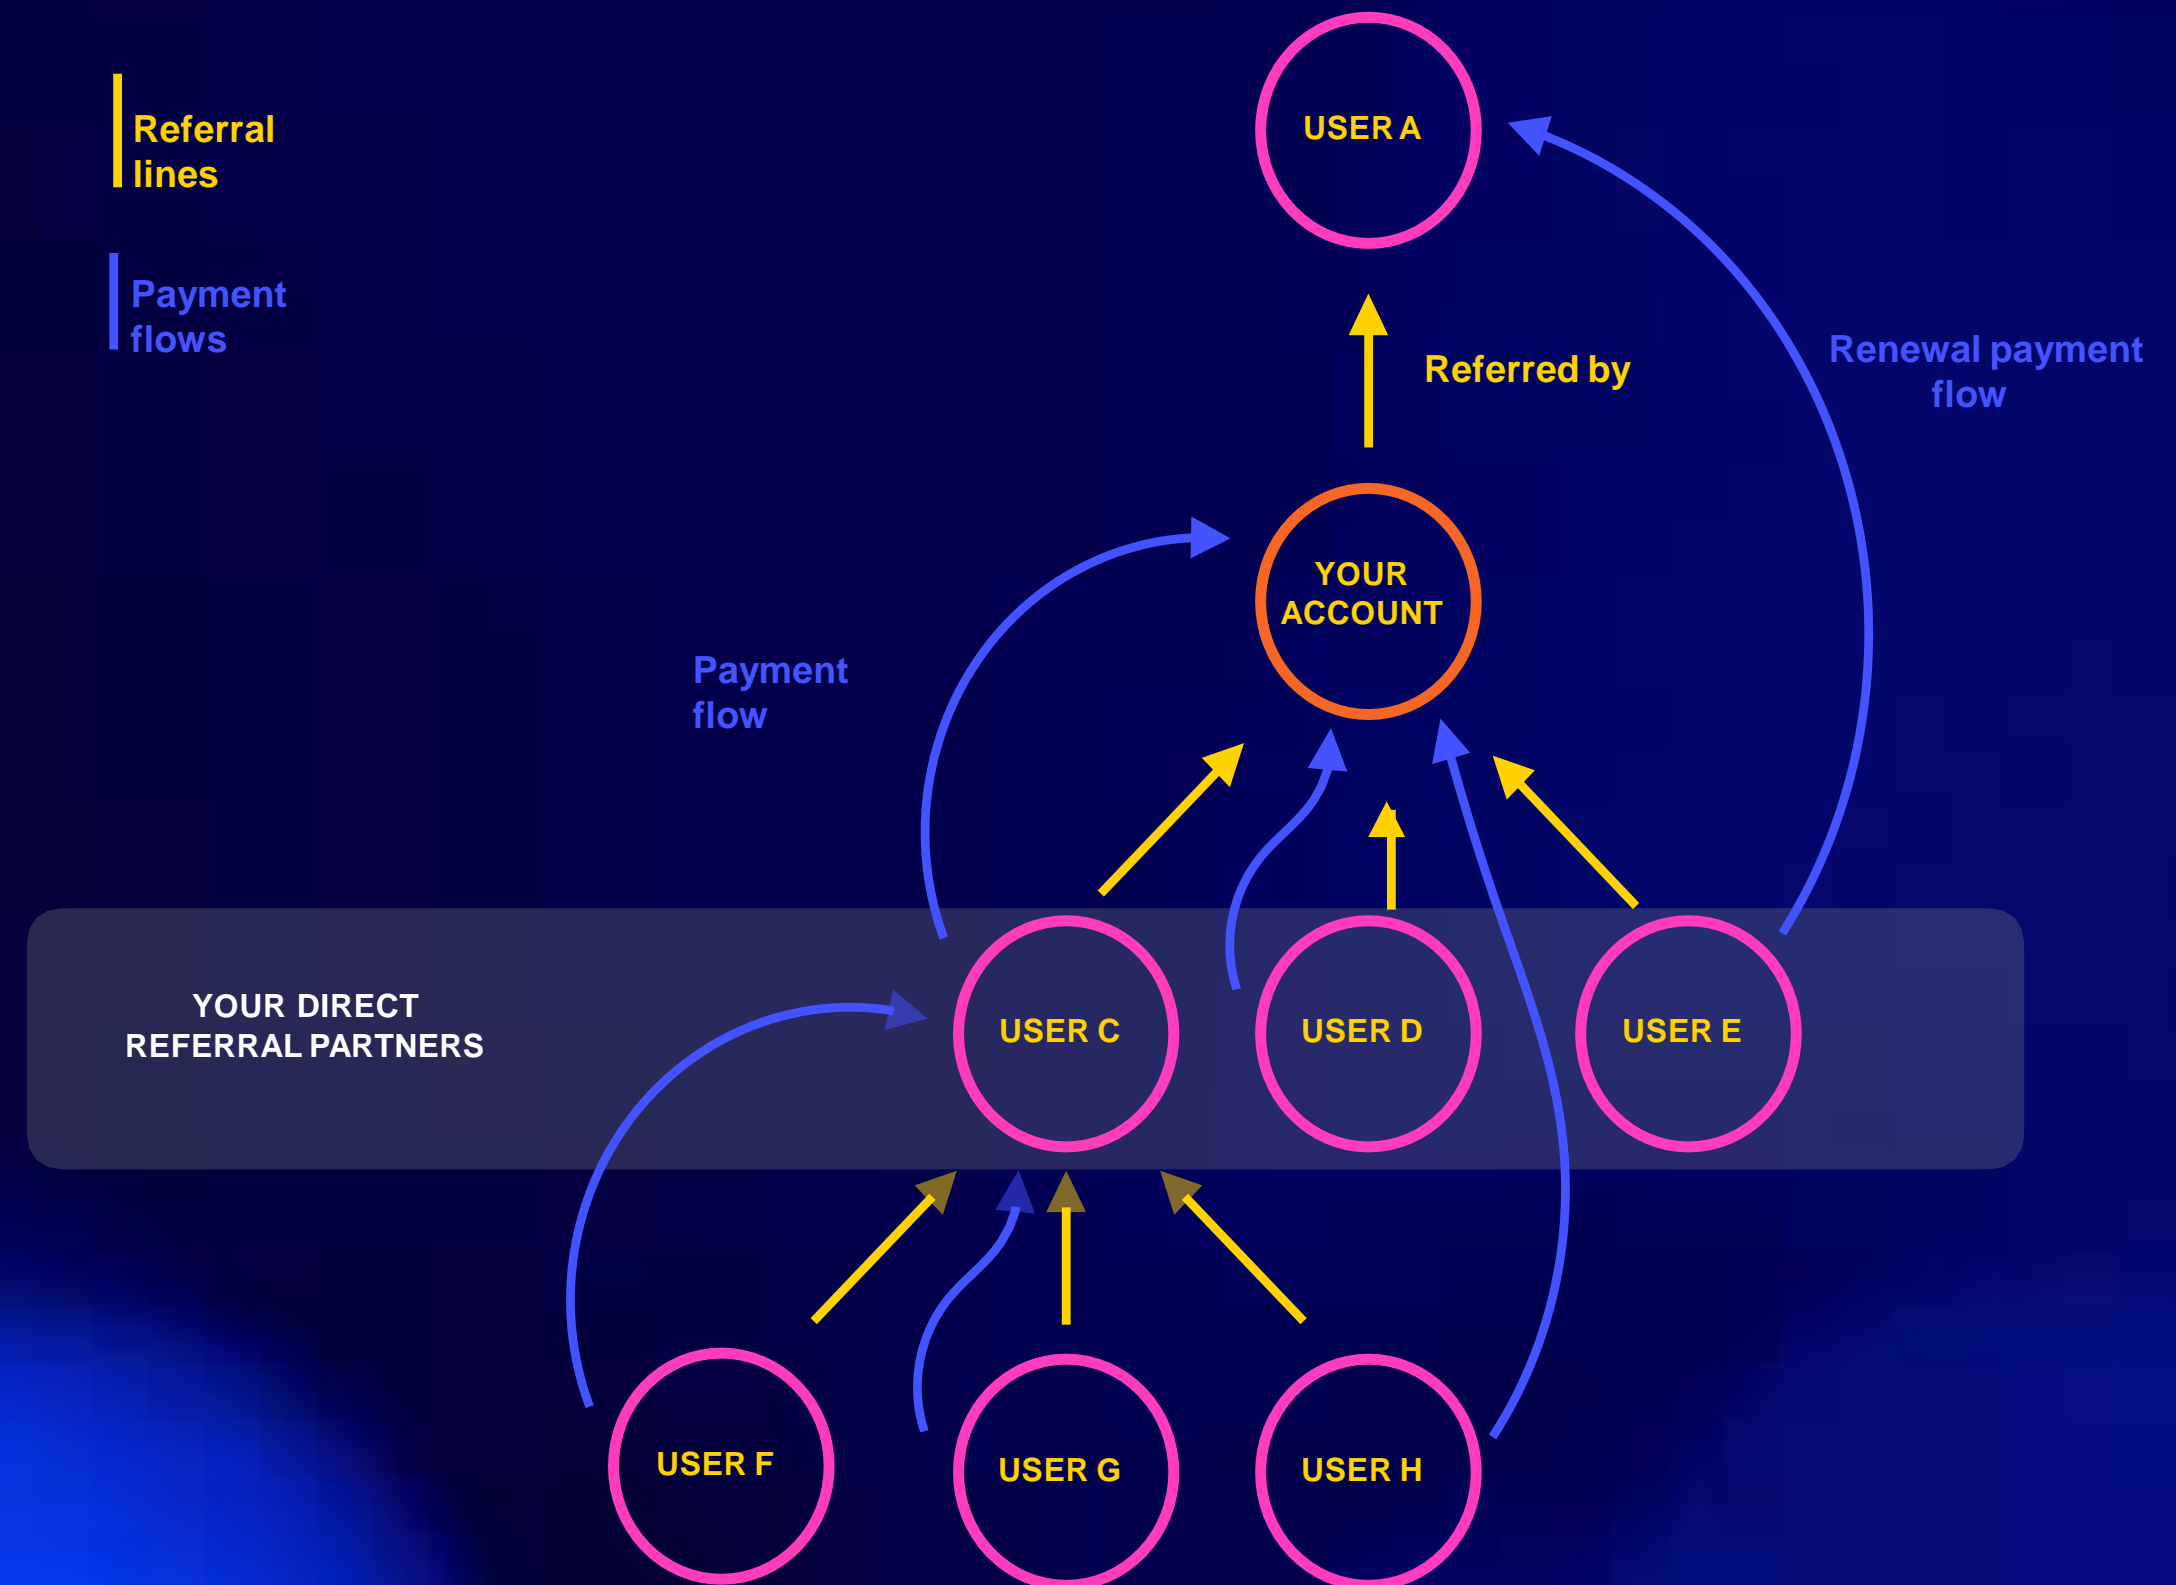 USER A
Referral
lines
Payment
flows
Renewal payment
flow
Referred by
YOUR
ACCOUNT
Payment
flow
YOUR DIRECT
REFERRAL PARTNERS
USER C
USER D
USER E
USER F
USER G
USER H